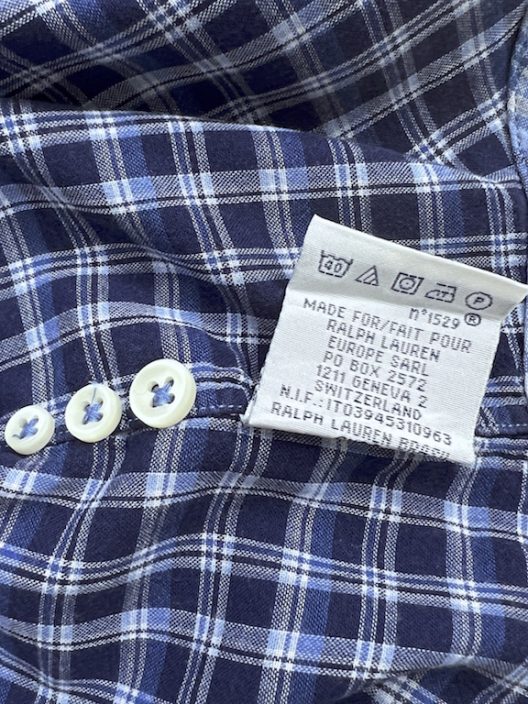 40 P
n°1529 ®
MADE FOR/FAIT POUR
RALPH LAUREN
EUROPE SARL
PO BOX 2572
1211 GENEVA 2
SWITZERLAND
N.I.F.: IT03945310963
RALPH LAUREN BRASIL